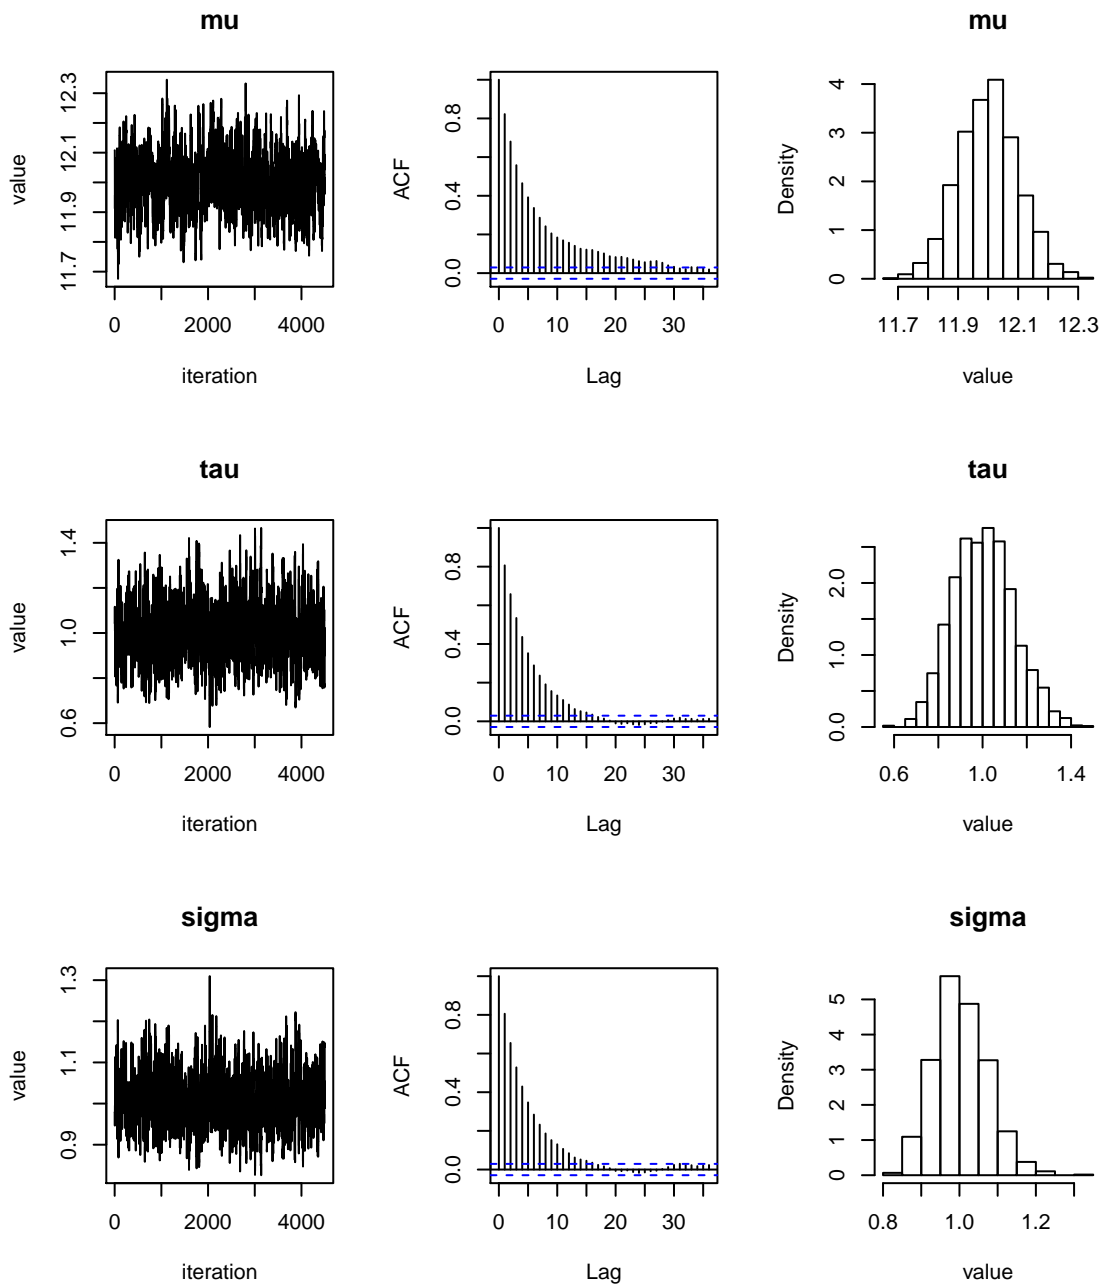 mu
value
11.7 11.9 12.1 12.3
0 2000 4000
iteration
ACF
0.0 0.4 0.8
0 10 20 30
Lag
mu
Density
0 1 2 3 4
11.7 11.9 12.1 12.3
value
tau
value
0.6 1.0 1.4
0 2000 4000
iteration
ACF
0.0 0.4 0.8
0 10 20 30
Lag
tau
Density
0.0 1.0 2.0
0.6 1.0 1.4
value
sigma
value
0.9 1.1 1.3
0 2000 4000
iteration
ACF
0.0 0.4 0.8
0 10 20 30
Lag
sigma
Density
0 1 2 3 4 5
0.8 1.0 1.2
value